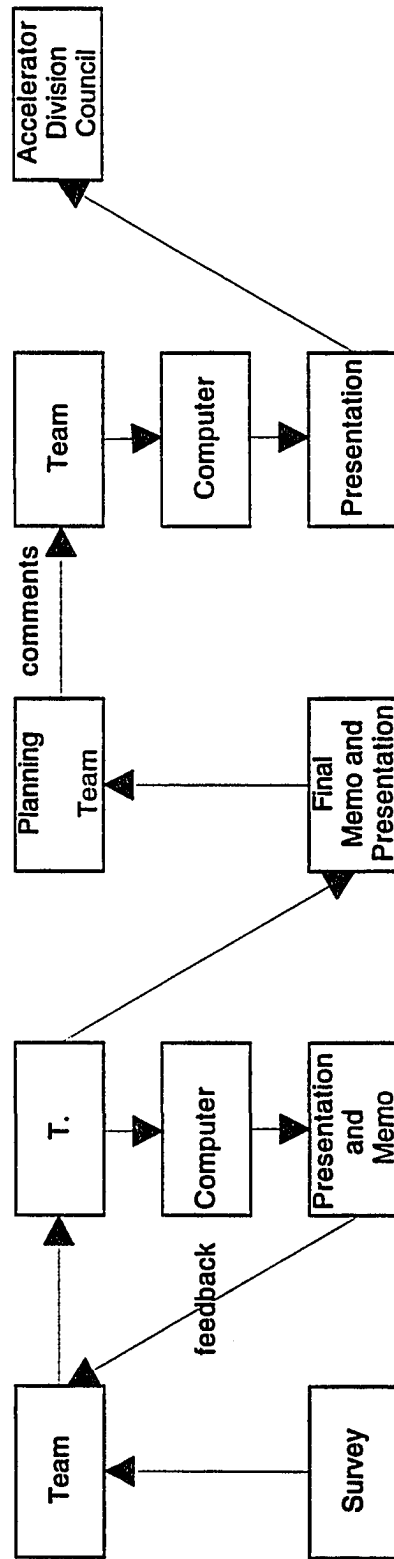 Team
Survey
feedback
T.
Computer
Presentation
and
Memo
Planning
Team
Final
Memo and
Presentation
comments
Team
Computer
Presentation
Accelerator
Division
Council